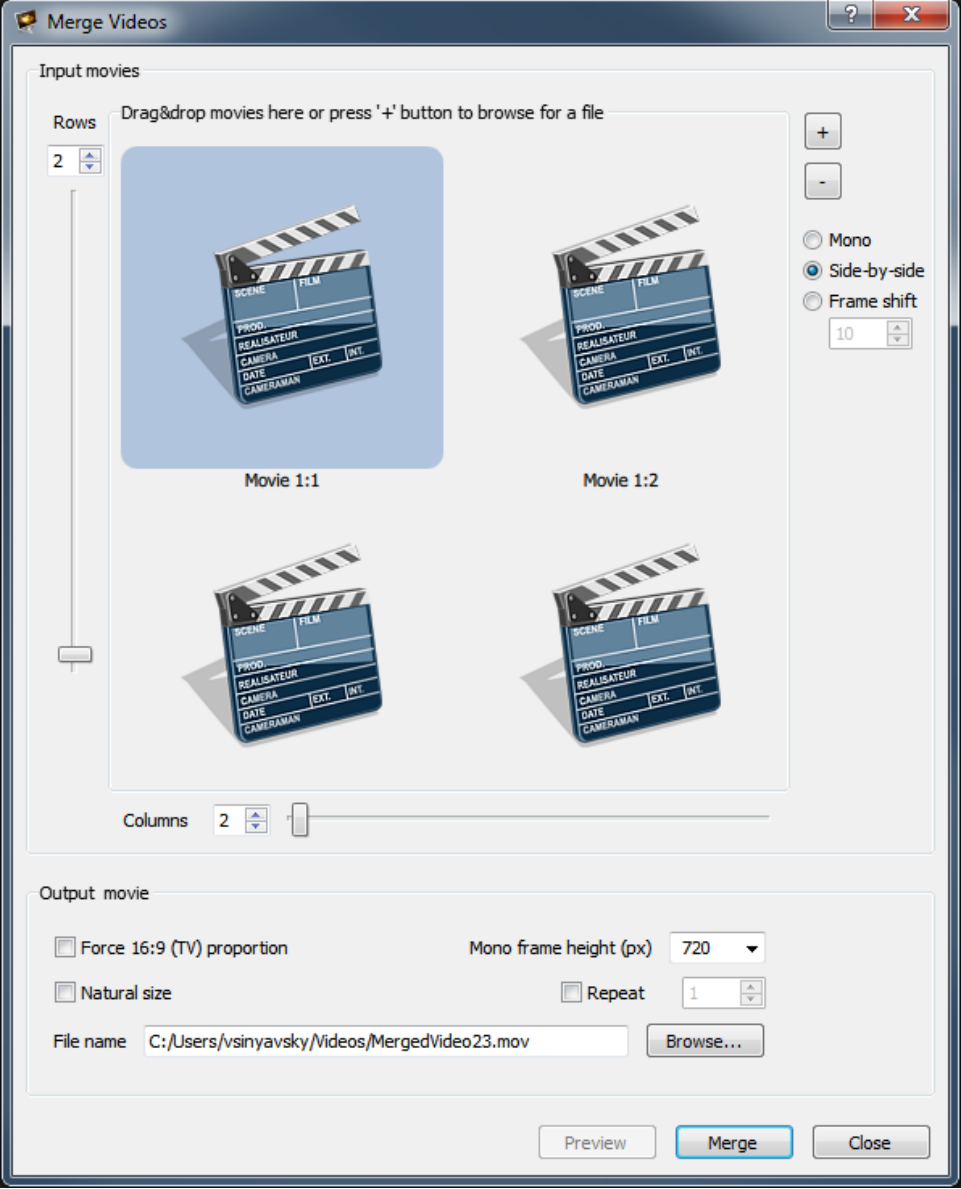 Merge Videos
?
X
Input movies
Rows
Drag&drop movies here or press '+' button to browse for a file
2
+
-
Mono
Side-by-side
Frame shift
10
SCENE FILM
PROD.
REALISATEUR
CAMERA EXT. INT.
DATE
CAMERAMAN
SCENE FILM
PROD.
REALISATEUR
CAMERA EXT. INT.
DATE
CAMERAMAN
Movie 1:1
Movie 1:2
SCENE FILM
PROD.
REALISATEUR
CAMERA EXT. INT.
DATE
CAMERAMAN
SCENE FILM
PROD.
REALISATEUR
CAMERA EXT. INT.
DATE
CAMERAMAN
Columns 2
Output movie
Force 16:9 (TV) proportion
Mono frame height (px) 720
Natural size
Repeat 1
File name C:/Users/vsinyavsky/Videos/MergedVideo23.mov Browse...
Preview Merge Close